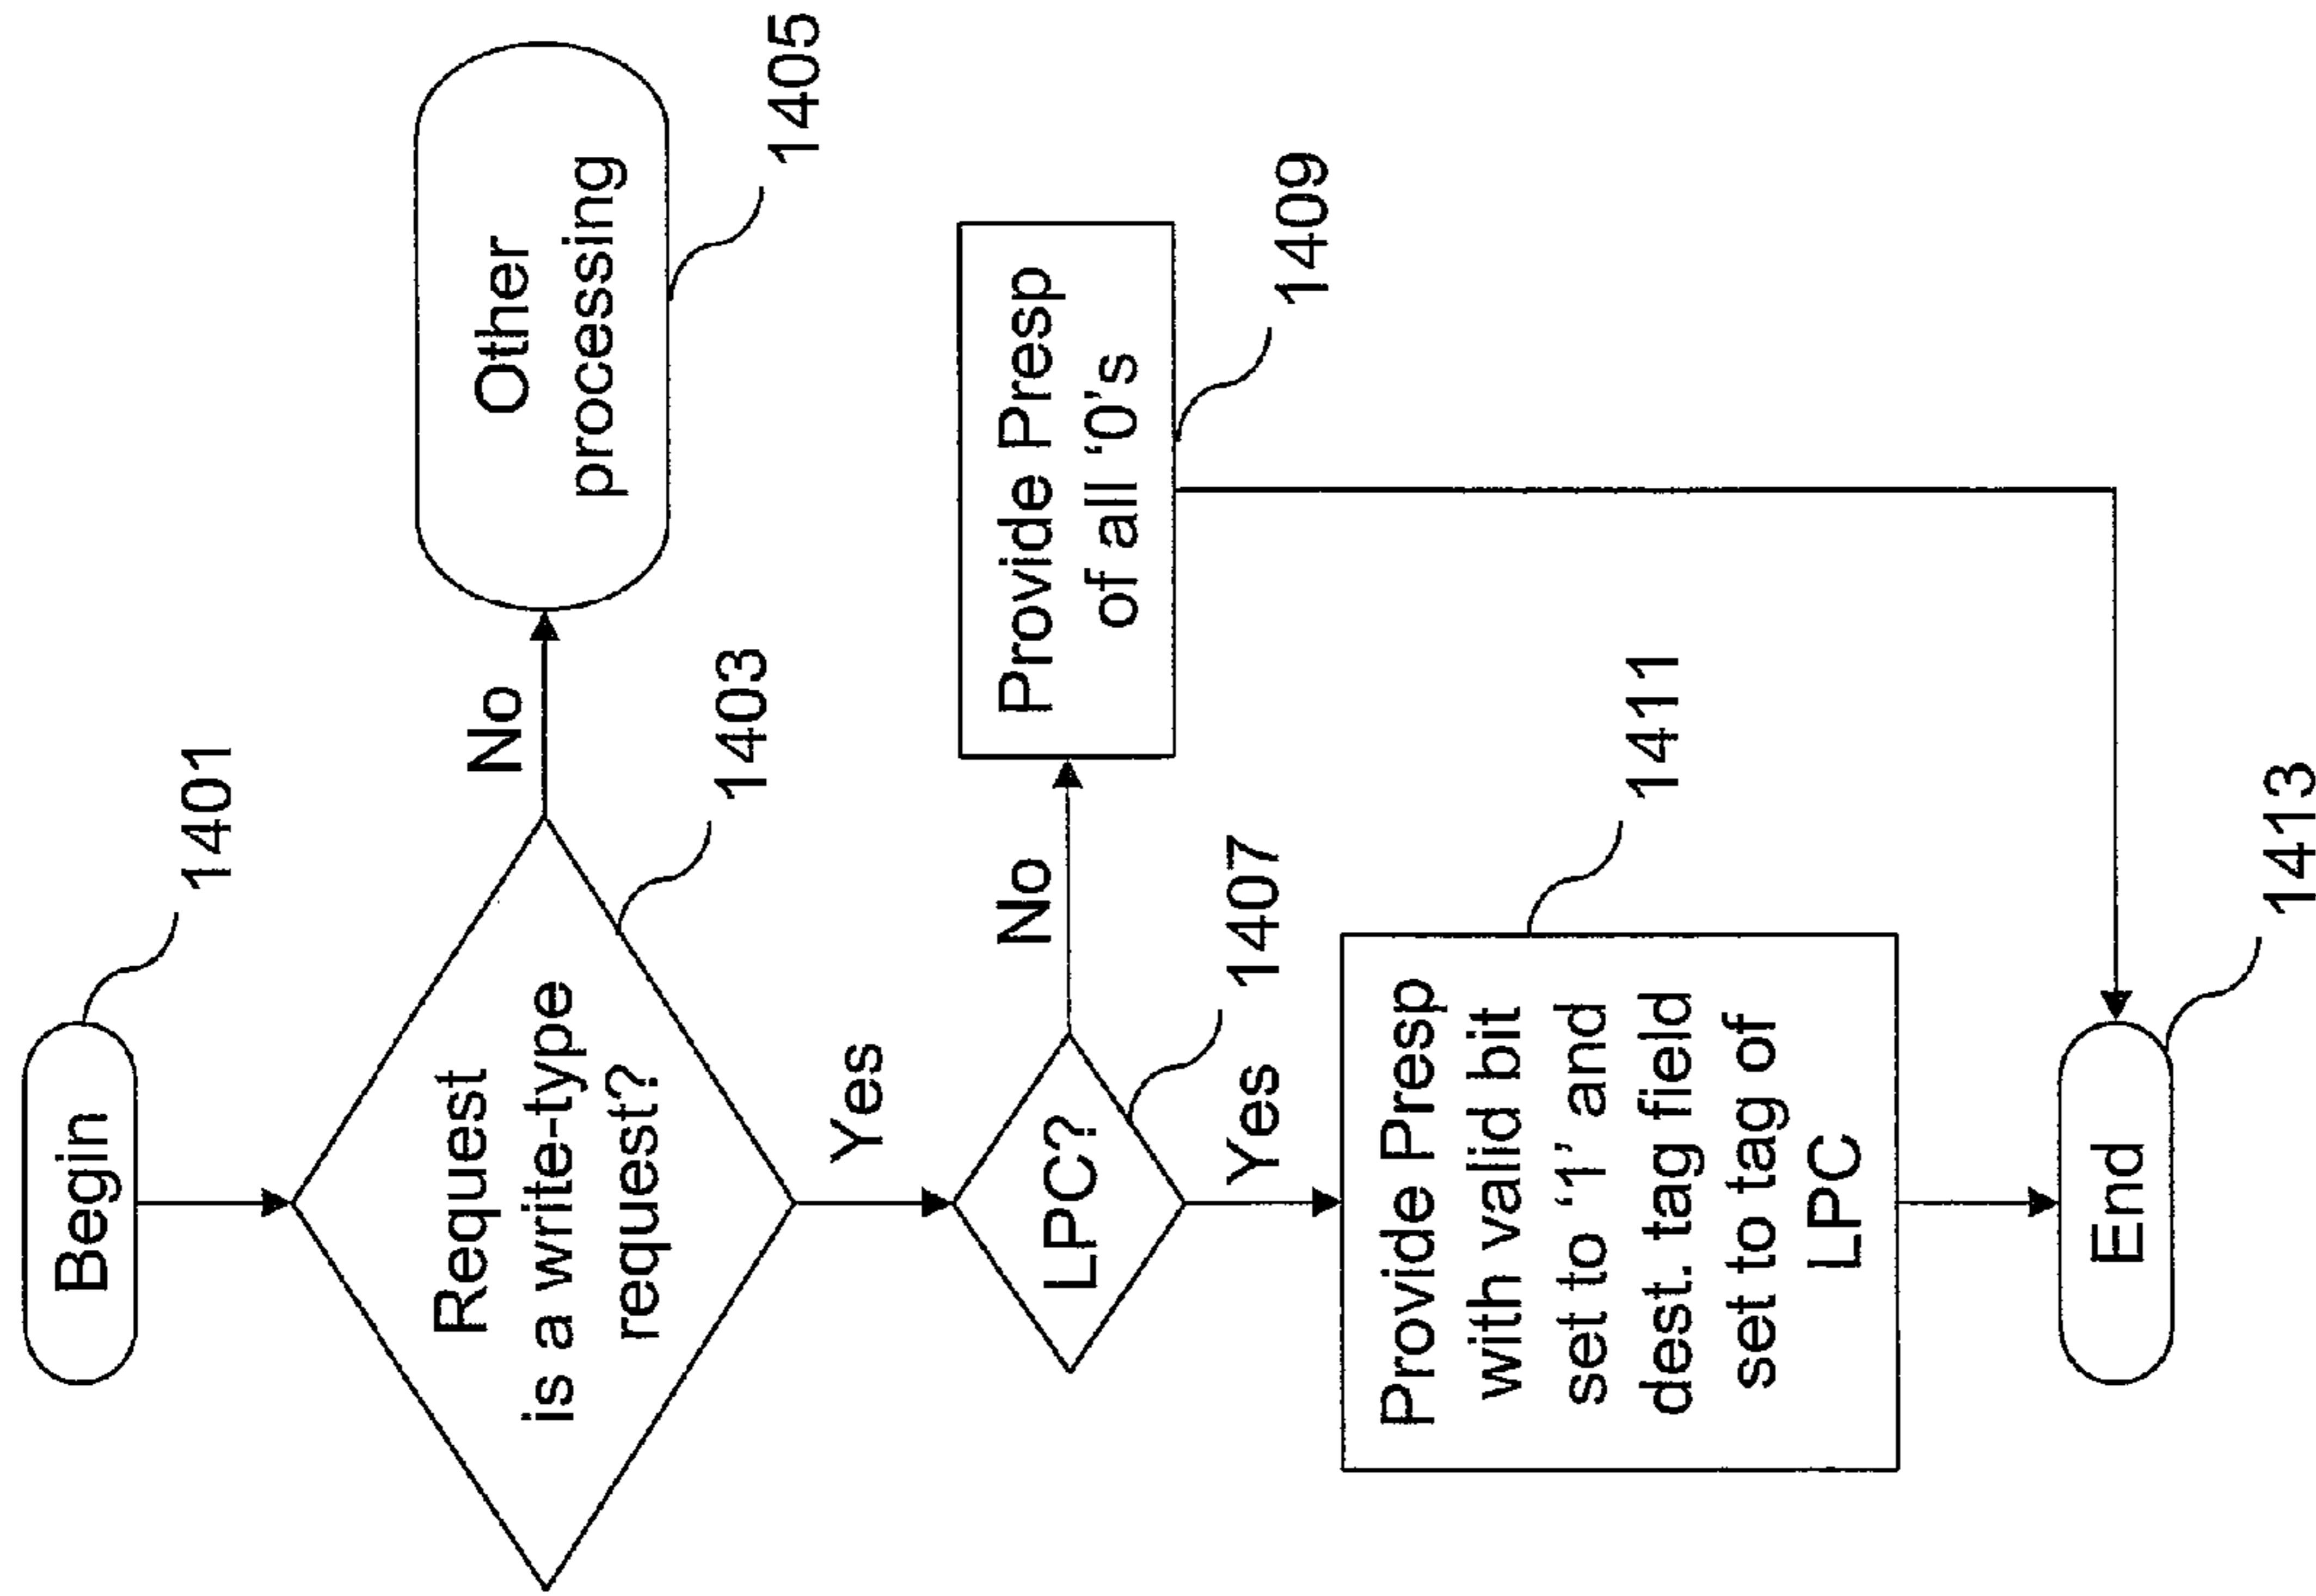 Begin
1401
Request
is a write-type
request?
1403
No
Other
processing
1405
Yes
LPC?
1407
No
Provide Presp
of all ‘0’s
1409
Yes
Provide Presp
with valid bit
set to ‘1’ and
dest. tag field
set to tag of
LPC
1411
End
1413